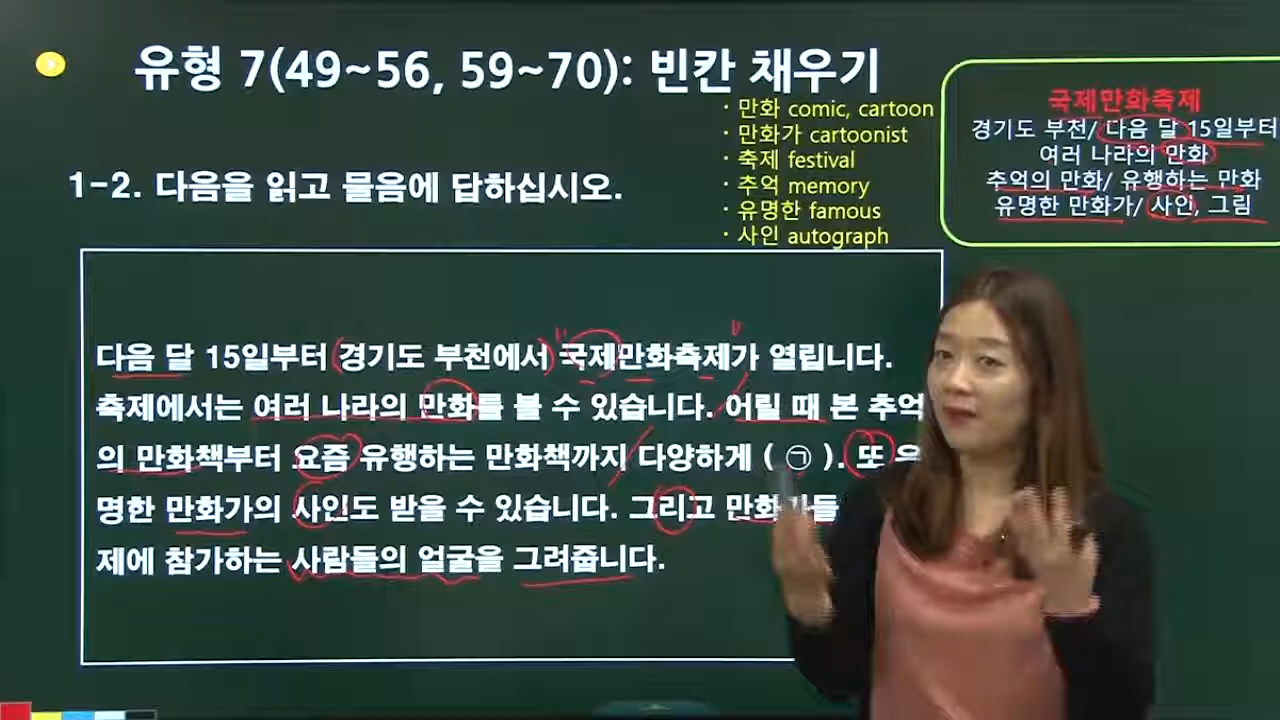 유형 7(49~56, 59~70): 빈칸 채우기
· 만화 comic, cartoon
· 만화가 cartoonist
· 축제 festival
· 추억 memory
· 유명한 famous
· 사인 autograph
국제만화축제
경기도 부천/ 다음 달 15일부터
여러 나라의 만화
추억의 만화/ 유행하는 만화
유명한 만화가/ 사인, 그림
1-2. 다음을 읽고 물음에 답하십시오.
다음 달 15일부터 경기도 부천에서 국제만화축제가 열립니다.
축제에서는 여러 나라의 만화를 볼 수 있습니다. 어릴 때 본 추억
의 만화책부터 요즘 유행하는 만화책까지 다양하게 ( ㉠ ). 또
명한 만화가의 사인도 받을 수 있습니다. 그리고 만화가들
제에 참가하는 사람들의 얼굴을 그려줍니다.